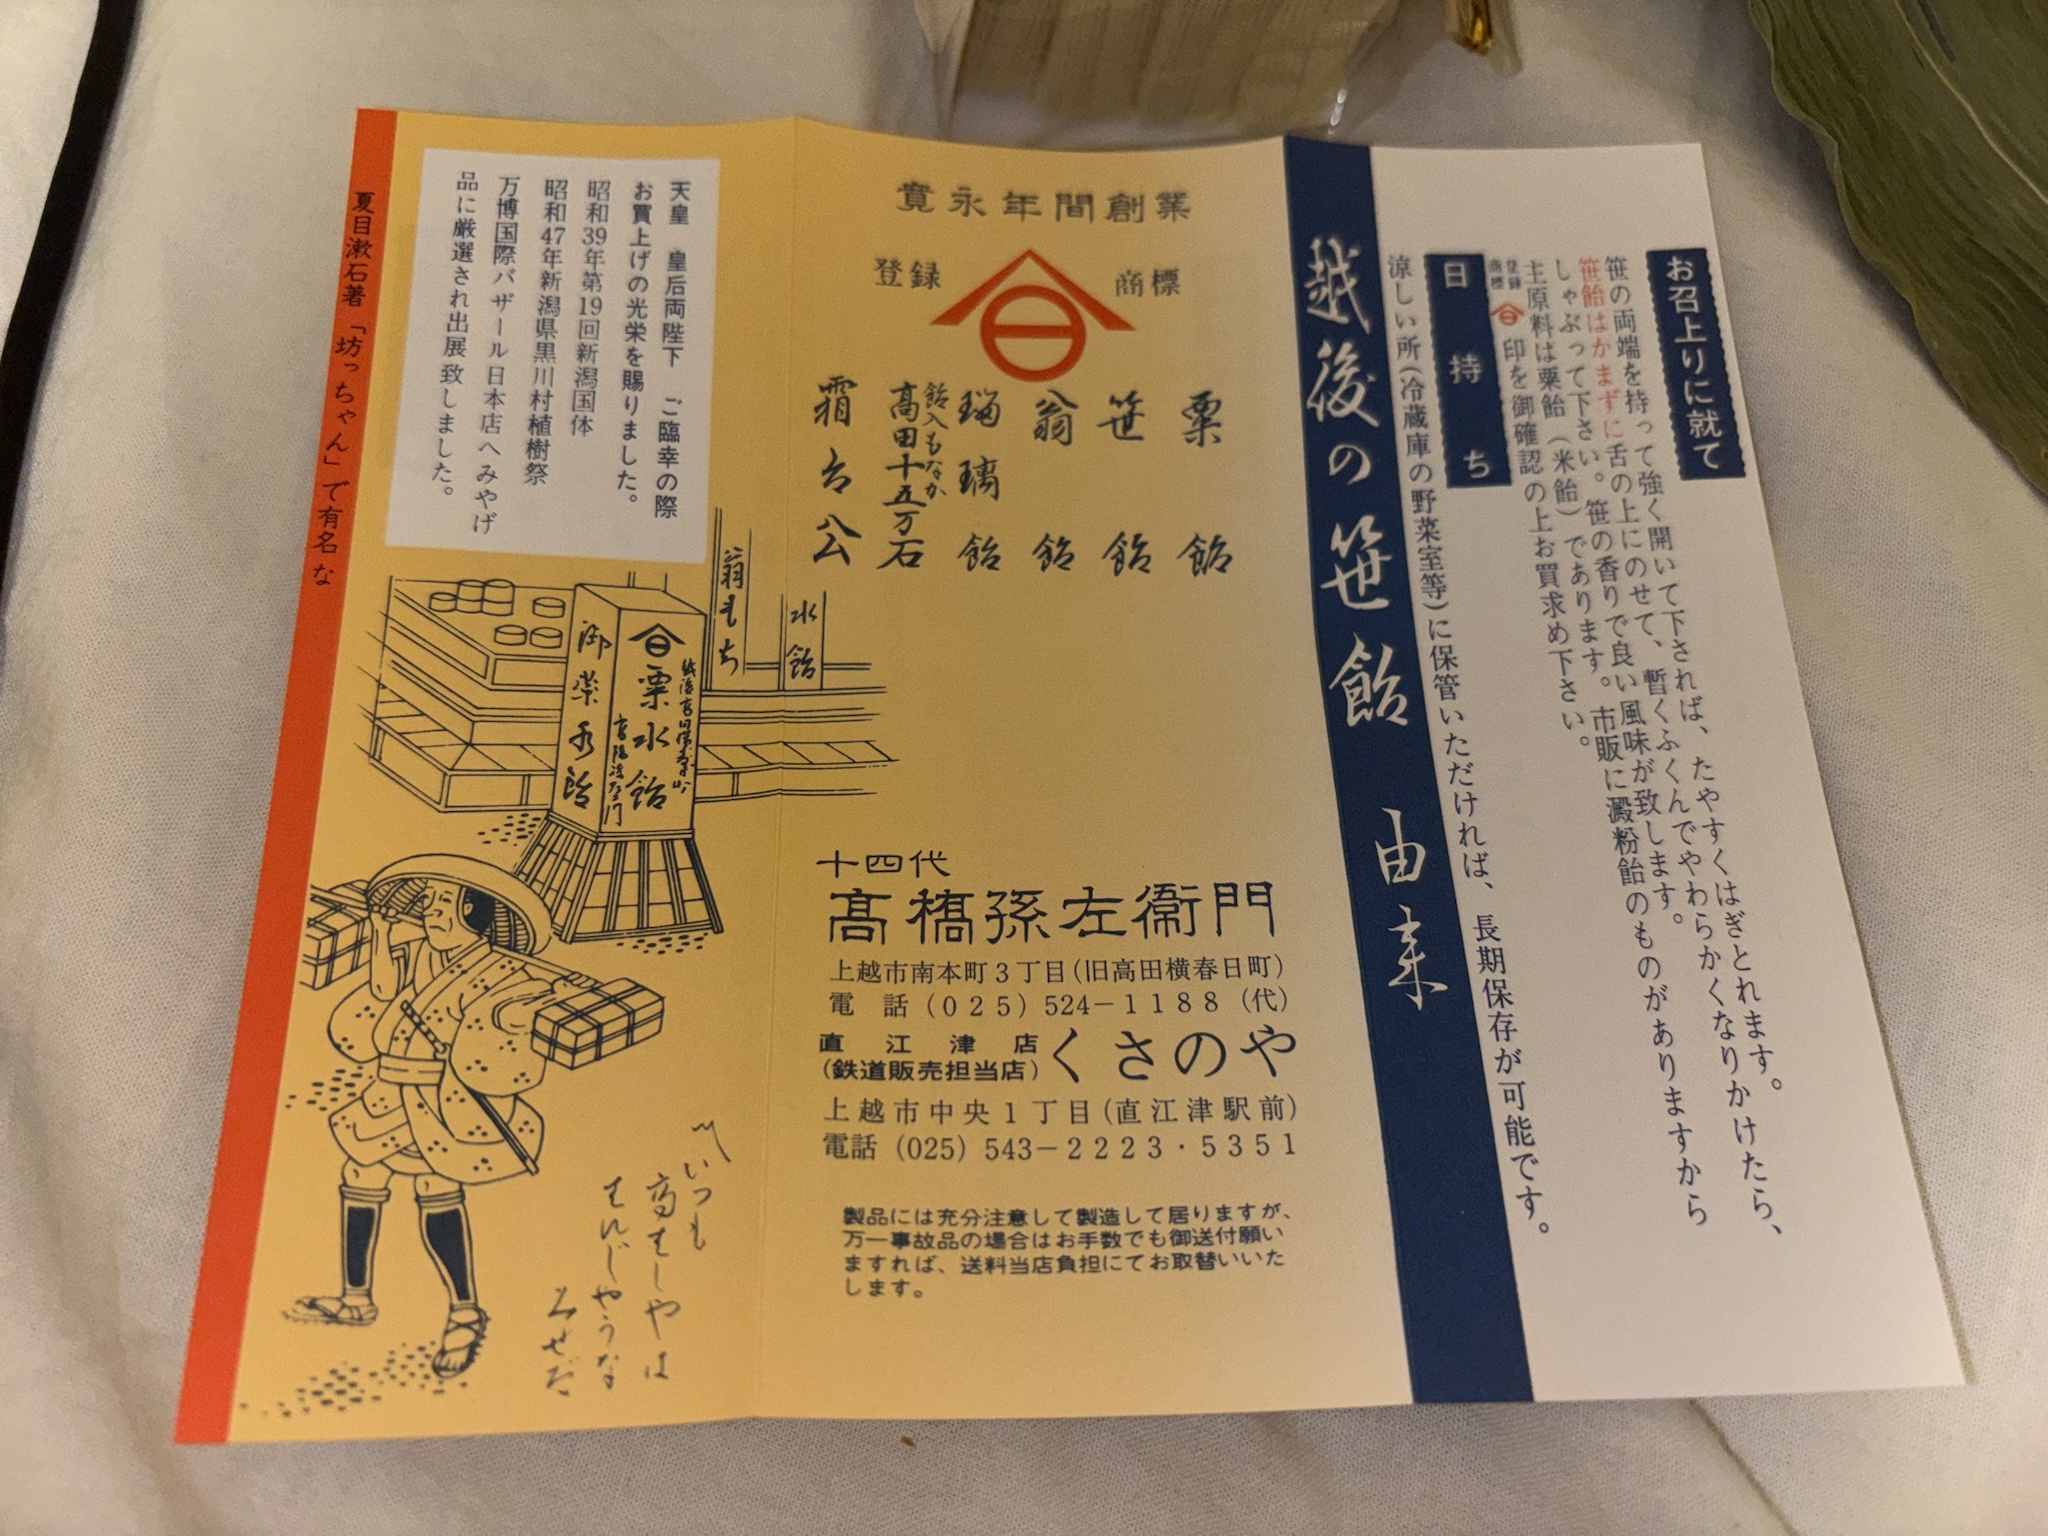 お召上りに就て
笹の両端を持って強く開いて下されば、たやすくはぎとれます。
笹飴はかまずに舌の上にのせて、暫くふくんでやわらかくなりかけたら、
しゃぶって下さい。笹の香りで良い風味が致します。
主原料は粟飴（米飴）であります。市販に澱粉飴のものがありますから
登録商標 印を御確認の上お買求め下さい。
日持ち
涼しい所(冷蔵庫の野菜室等)に保管いただければ、長期保存が可能です。
越後の笹飴 由来
寛永年間創業
登録 商標
粟飴
笹飴
翁飴
瑠璃飴
飴入もなか
高田十五万石
霜台公
十四代
髙橋孫左衞門
上越市南本町３丁目(旧高田横春日町)
電 話（０２５）524－１１８８（代）
直江津店
(鉄道販売担当店)
くさのや
上越市中央１丁目(直江津駅前)
電話（025）543－２２２３・５３５１
製品には充分注意して製造して居りますが、
万一事故品の場合はお手数でも御送付願い
ますれば、送料当店負担にてお取替いいた
します。
天皇 皇后両陛下 ご臨幸の際
お買上げの光栄を賜りました。
昭和39年第19回新潟国体
昭和47年新潟県黒川村植樹祭
万博国際バザール日本店へみやげ
品に厳選され出展致しました。
水飴
翁もち
粟水飴
夏目漱石著「坊っちゃん」で有名な